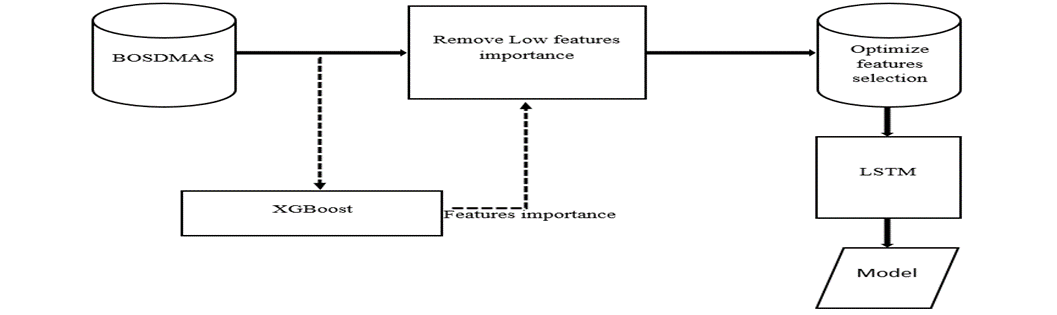 BOSDMAS
Remove Low features
importance
Optimize
features
selection
XGBoost
Features importance
LSTM
Model